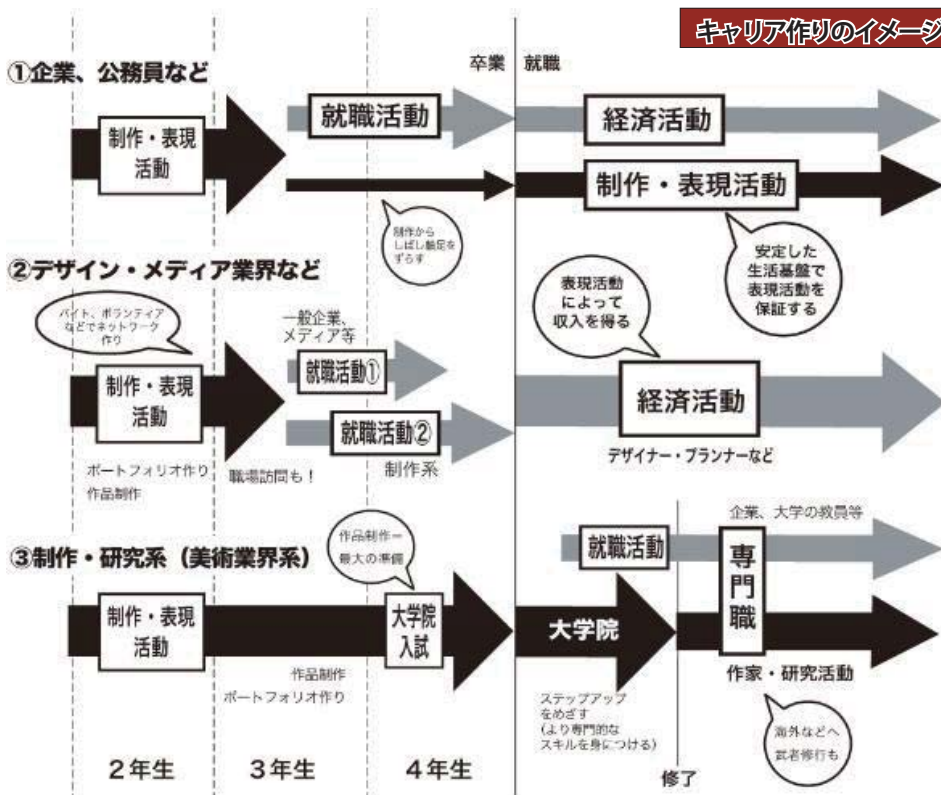 キャリア作りのイメージ
卒業
就職
①企業、公務員など
制作・表現
活動
就職活動
経済活動
制作・表現活動
制作から
しばし軸足を
ずらす
安定した
生活基盤で
表現活動を
保証する
②デザイン・メディア業界など
バイト、ボランティア
などでネットワーク
作り
制作・表現
活動
一般企業、
メディア等
就職活動①
就職活動②
制作系
表現活動
によって
収入を得る
経済活動
デザイナー・プランナーなど
ポートフォリオ作り
作品制作
職場訪問も！
③制作・研究系（美術業界系）
作品制作＝
最大の準備
制作・表現
活動
大学院
入試
作品制作
ポートフォリオ作り
就職活動
大学院
ステップアップ
をめざす
(より専門的な
スキルを身につける)
企業、大学の教員等
専門職
作家・研究活動
海外などへ
武者修行も
2年生
3年生
4年生
修了